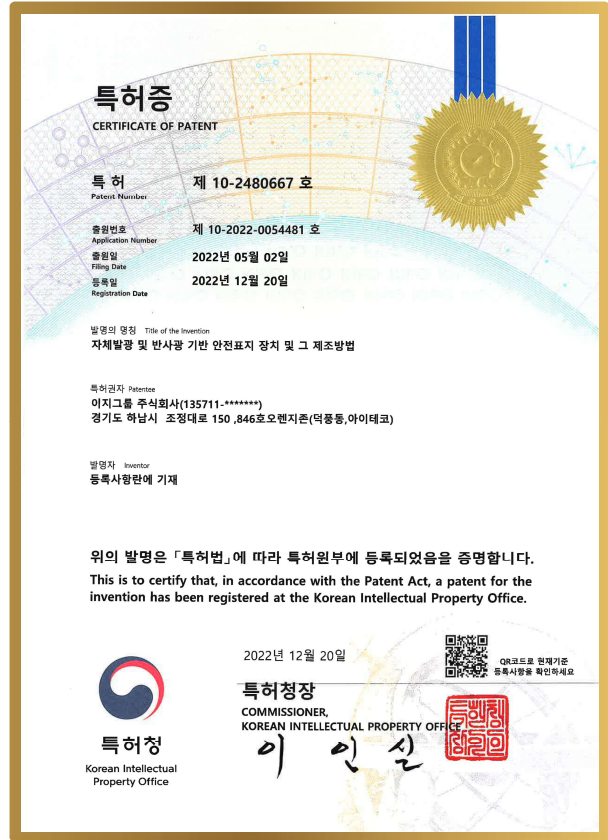 특허증
CERTIFICATE OF PATENT
특 허
Patent Number
제 10-2480667 호
출원번호
Application Number
제 10-2022-0054481 호
출원일
Filing Date
2022년 05월 02일
등록일
Registration Date
2022년 12월 20일
발명의 명칭 Title of the Invention
자체발광 및 반사광 기반 안전표지 장치 및 그 제조방법
특허권자 Patentee
이지그룹 주식회사(135711-*******)
경기도 하남시 조정대로 150 ,846호오렌지존(덕풍동,아이테코)
발명자 Inventor
등록사항란에 기재
위의 발명은 「특허법」에 따라 특허원부에 등록되었음을 증명합니다.
This is to certify that, in accordance with the Patent Act, a patent for the
invention has been registered at the Korean Intellectual Property Office.
2022년 12월 20일
QR코드로 현재기준
등록사항을 확인하세요
특허청장
COMMISSIONER,
KOREAN INTELLECTUAL PROPERTY OFFICE
이 인 실
특허청
Korean Intellectual
Property Office